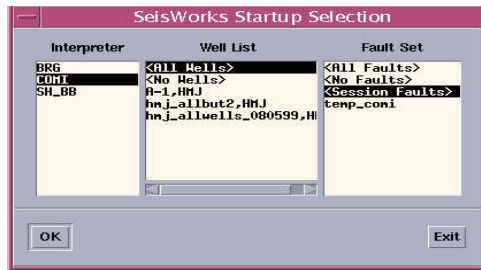 SeisWorks Startup Selection
Interpreter
Well List
Fault Set
BRG
COMI
SH_BB
<All Wells>
<No Wells>
A-1,HMJ
hmj_allbut2,HMJ
hmj_allwells_080599,H
<All Faults>
<No Faults>
<Session Faults>
temp_comi
OK
Exit